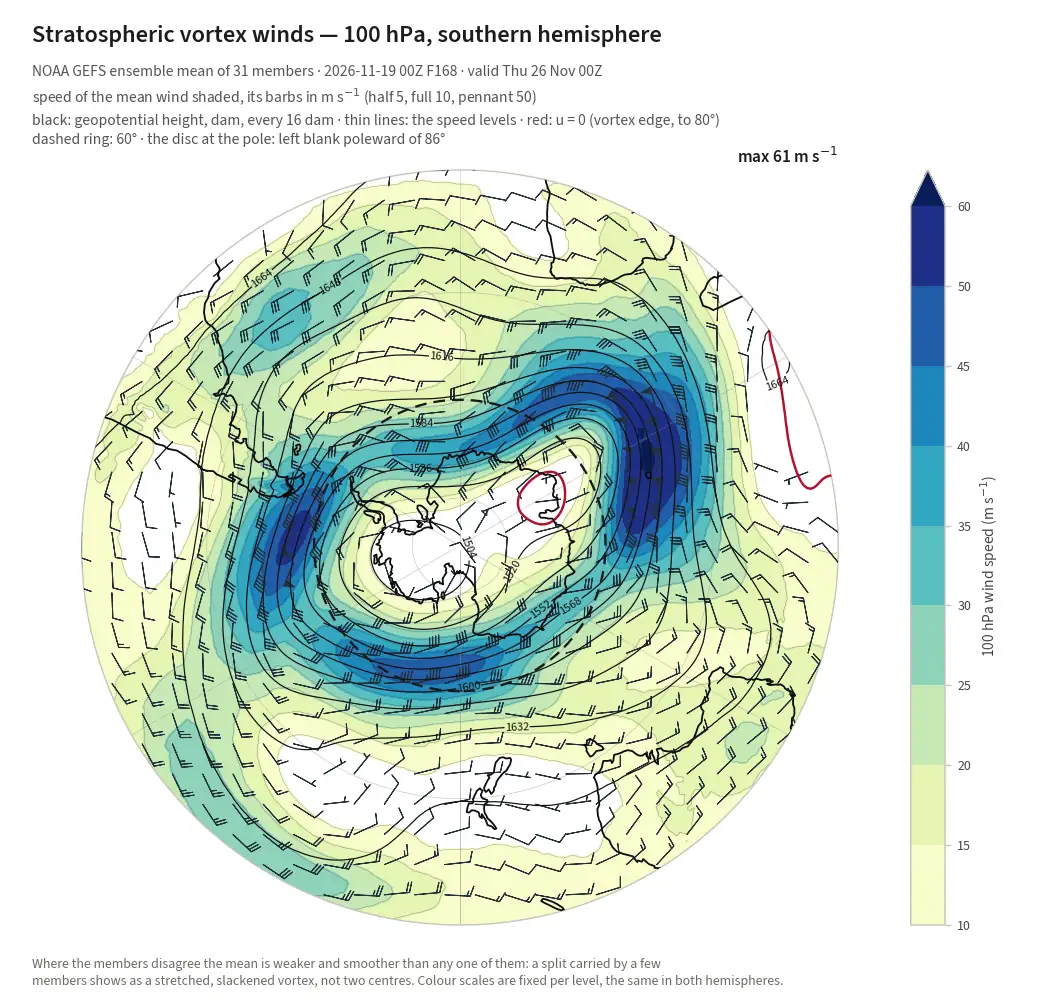 Stratospheric vortex winds — 100 hPa, southern hemisphere
NOAA GEFS ensemble mean of 31 members · 2026-11-19 00Z F168 · valid Thu 26 Nov 00Z
speed of the mean wind shaded, its barbs in m s⁻¹ (half 5, full 10, pennant 50)
black: geopotential height, dam, every 16 dam · thin lines: the speed levels · red: u = 0 (vortex edge, to 80°)
dashed ring: 60° · the disc at the pole: left blank poleward of 86°
max 61 m s⁻¹
60
50
45
40
35
30
25
20
15
10
100 hPa wind speed (m s⁻¹)
1664
1648
1616
1664
1584
1536
1504
1520
1552
1568
1600
1632
Where the members disagree the mean is weaker and smoother than any one of them: a split carried by a few
members shows as a stretched, slackened vortex, not two centres. Colour scales are fixed per level, the same in both hemispheres.